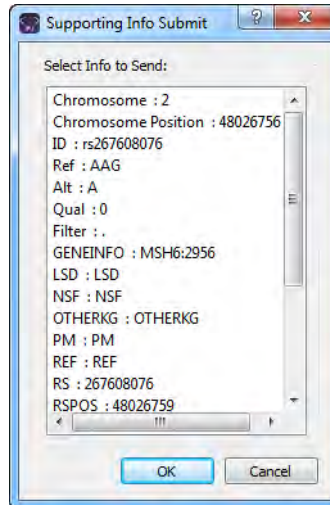 Supporting Info Submit
Select Info to Send:
Chromosome : 2
Chromosome Position : 48026756
ID : rs267608076
Ref : AAG
Alt : A
Qual : 0
Filter : .
GENEINFO : MSH6:2956
LSD : LSD
NSF : NSF
OTHERKG : OTHERKG
PM : PM
REF : REF
RS : 267608076
RSPOS : 48026759
OK Cancel